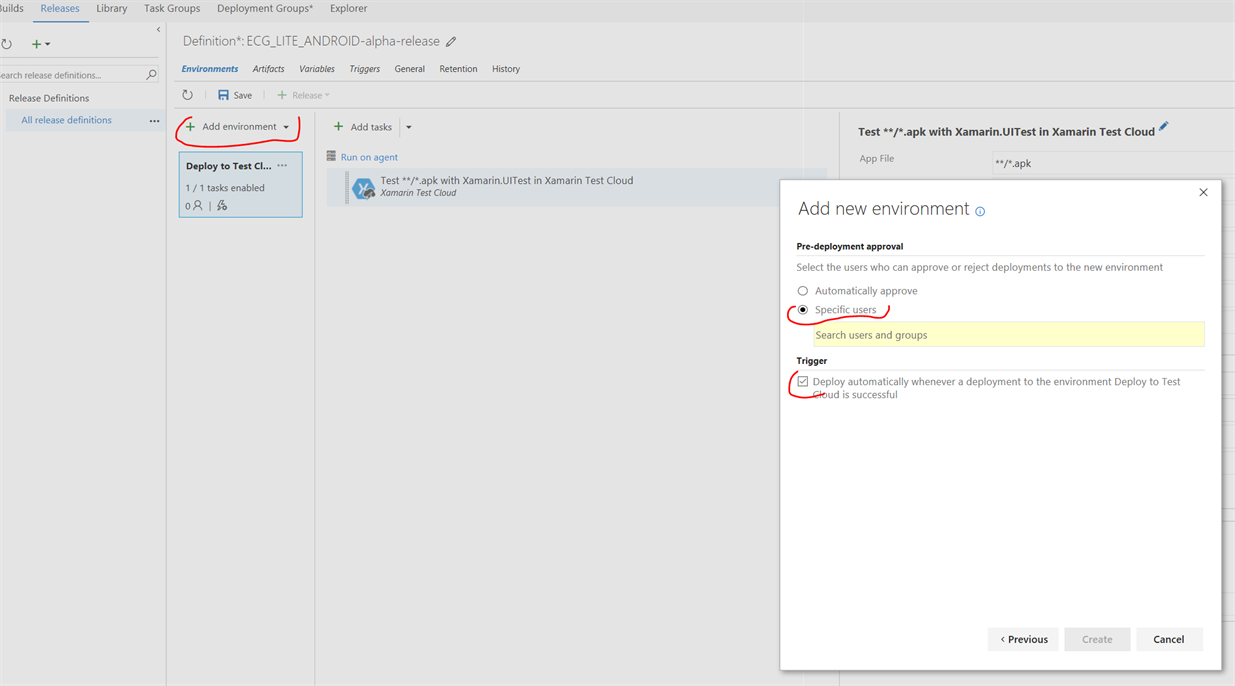 Builds Releases Library Task Groups Deployment Groups* Explorer
Definition*: ECG_LITE_ANDROID-alpha-release
Search release definitions...
Environments Artifacts Variables Triggers General Retention History
Release Definitions
Save Release
All release definitions
Add environment
Add tasks
Test **/*.apk with Xamarin.UITest in Xamarin Test Cloud
Run on agent
App File **/*.apk
Deploy to Test Cl...
1 / 1 tasks enabled
0
Test **/*.apk with Xamarin.UITest in Xamarin Test Cloud
Xamarin Test Cloud
Add new environment
Pre-deployment approval
Select the users who can approve or reject deployments to the new environment
Automatically approve
Specific users
Search users and groups
Trigger
Deploy automatically whenever a deployment to the environment Deploy to Test
Cloud is successful
Previous Create Cancel